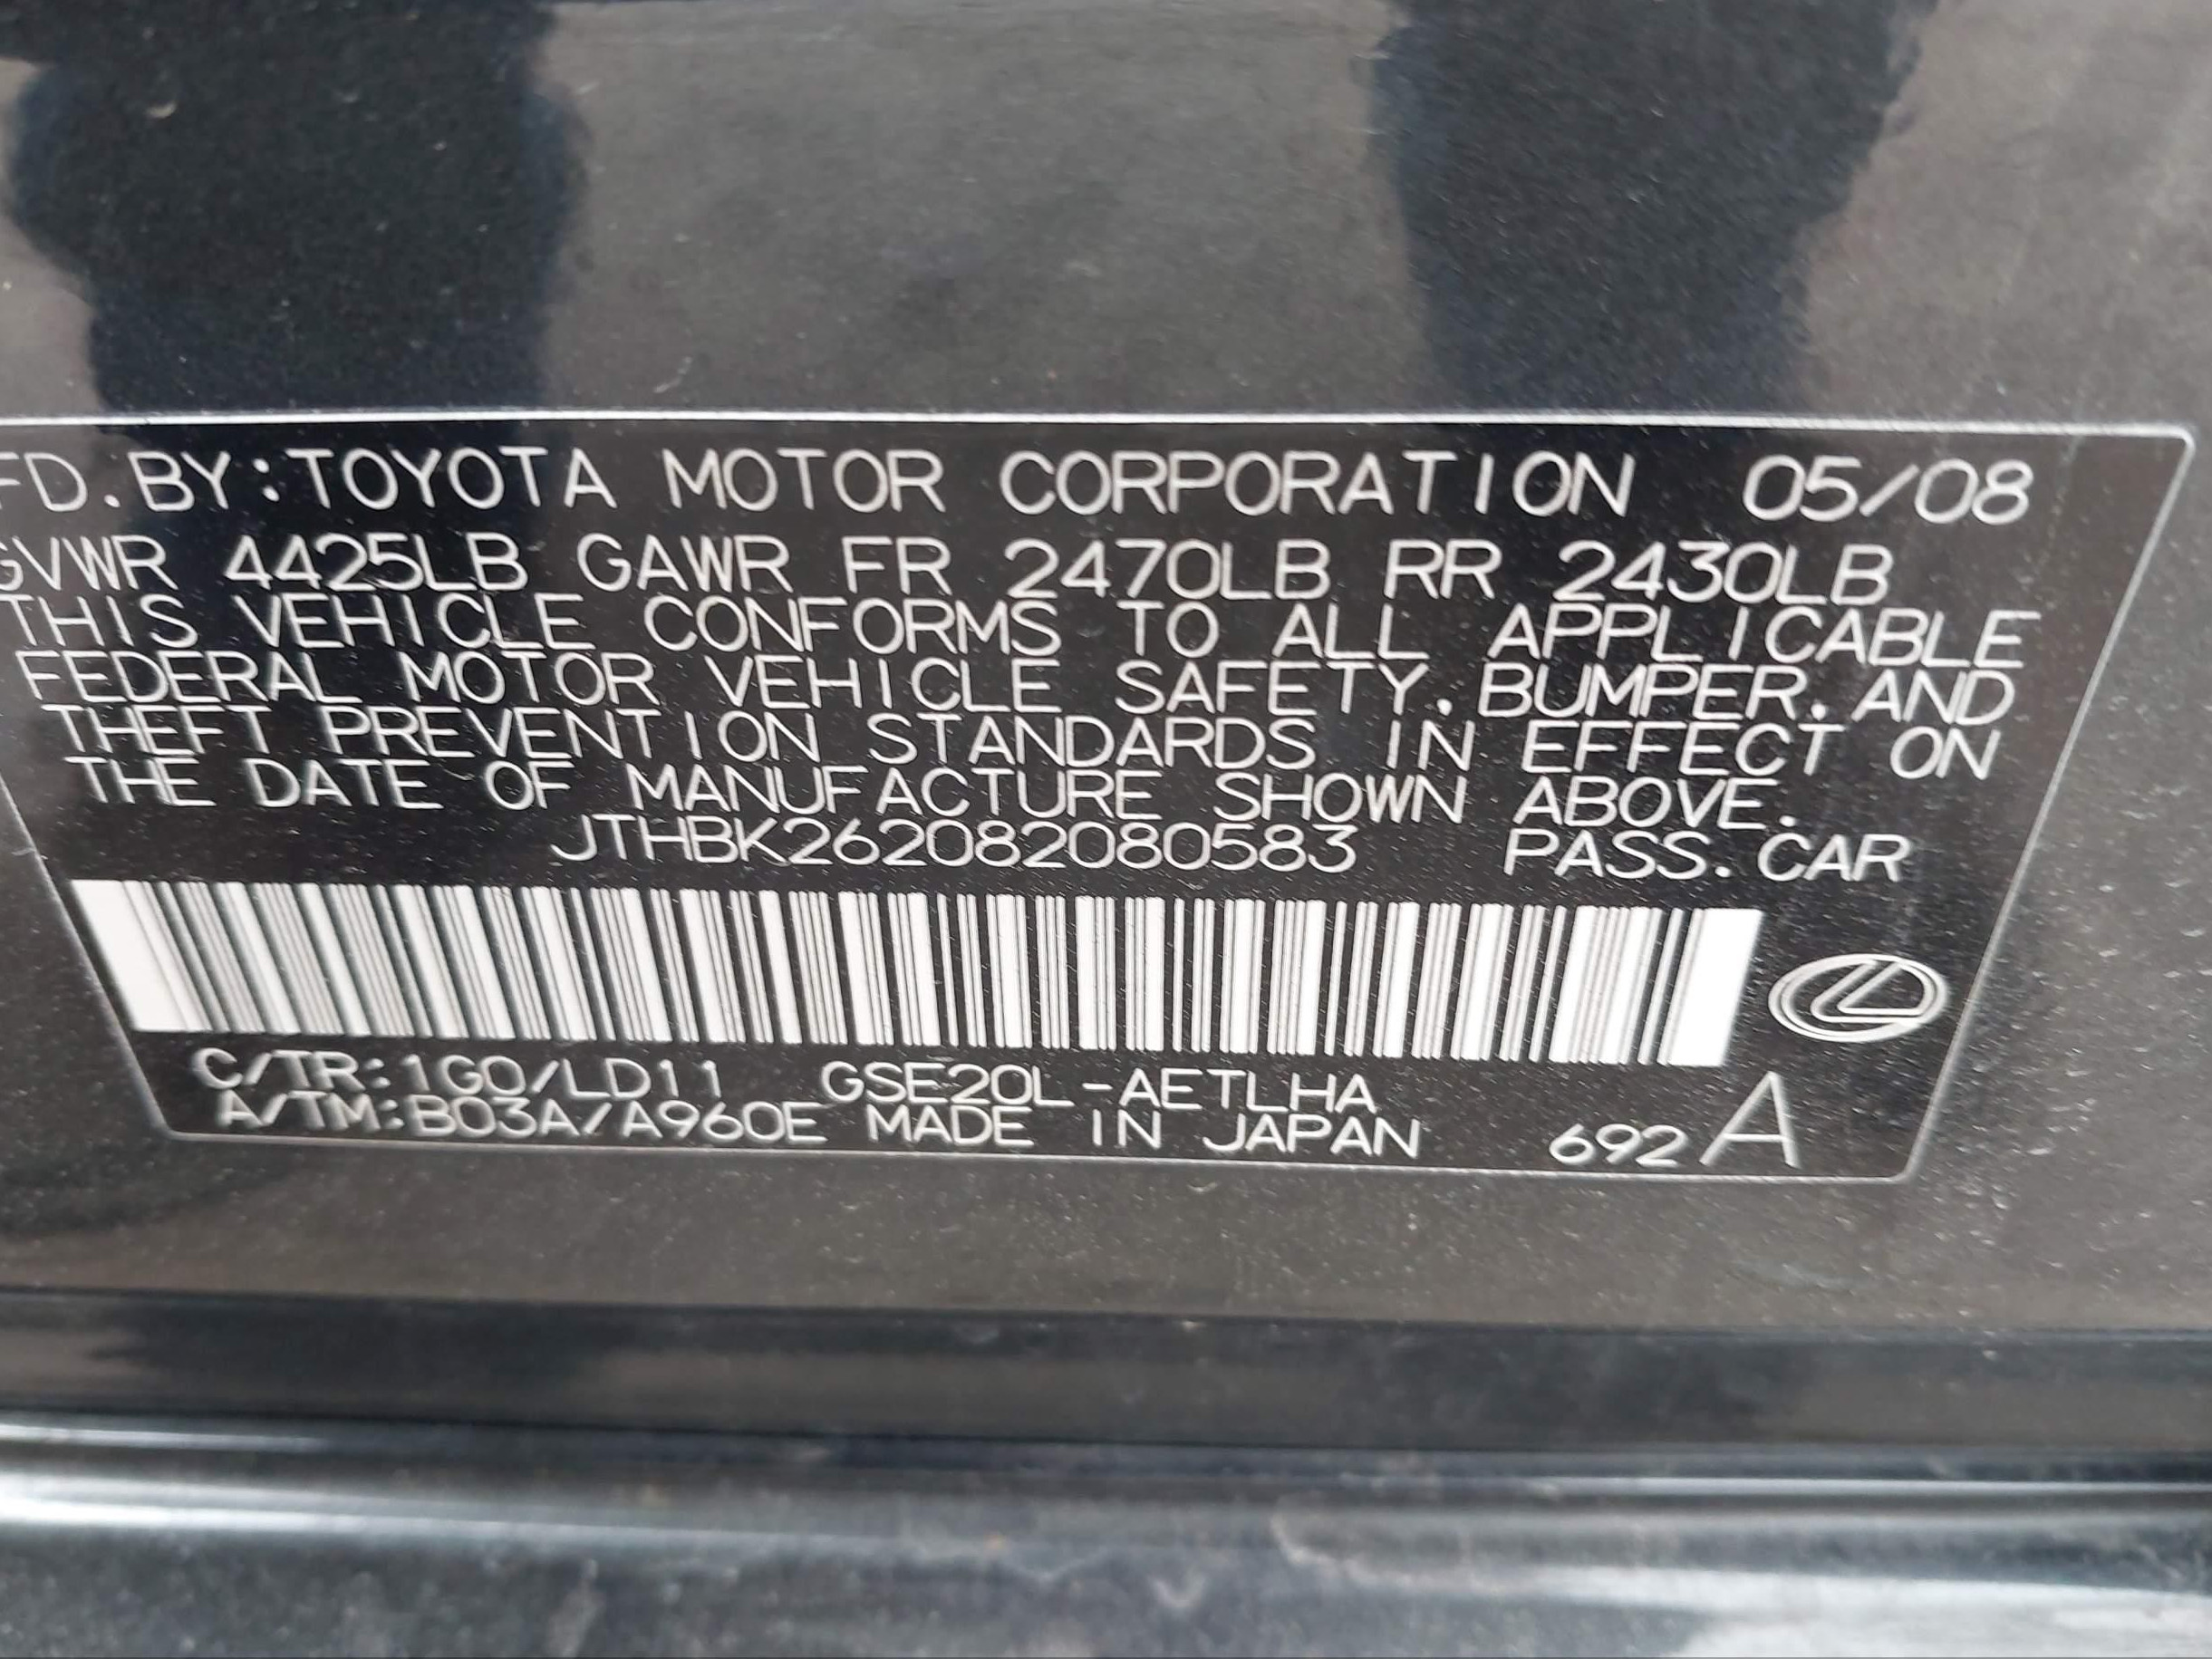 FD.BY:TOYOTA MOTOR CORPORATION 05/08
GVWR 4425LB GAWR FR 2470LB RR 2430LB
THIS VEHICLE CONFORMS TO ALL APPLICABLE
FEDERAL MOTOR VEHICLE SAFETY.BUMPER.AND
THEFT PREVENTION STANDARDS IN EFFECT ON
THE DATE OF MANUFACTURE SHOWN ABOVE.
JTHBK262082080583 PASS.CAR
C/TR:1G0/LD11 GSE20L-AETLHA
A/TM:B03A/A960E MADE IN JAPAN 692A